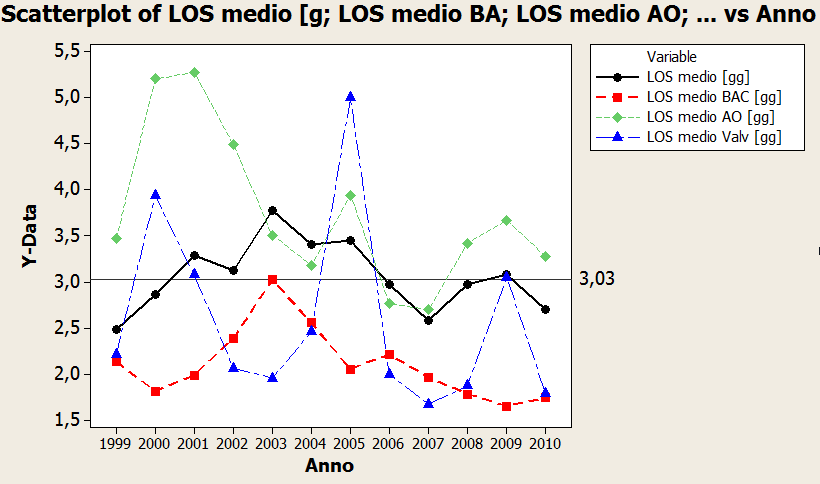 Scatterplot of LOS medio [g; LOS medio BA; LOS medio AO; ... vs Anno
Variable
LOS medio [gg]
LOS medio BAC [gg]
LOS medio AO [gg]
LOS medio Valv [gg]
Y-Data
5,5
5,0
4,5
4,0
3,5
3,0
2,5
2,0
1,5
3,03
1999 2000 2001 2002 2003 2004 2005 2006 2007 2008 2009 2010
Anno